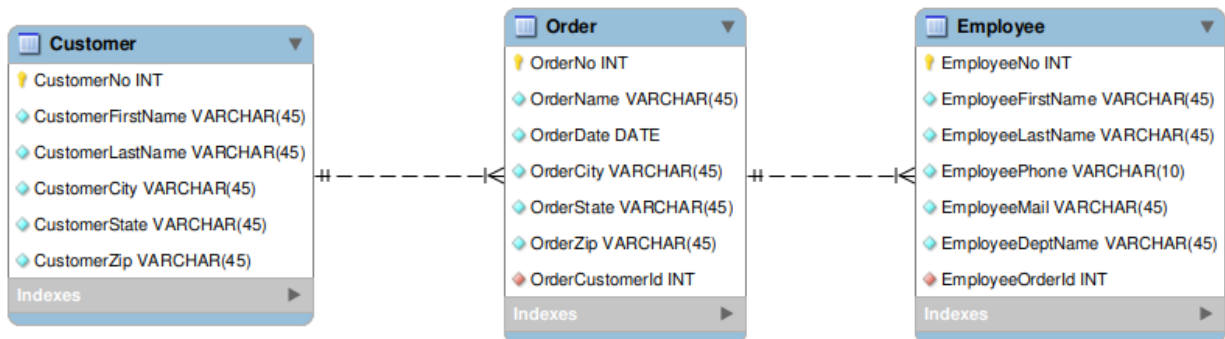 Customer
CustomerNo INT
CustomerFirstName VARCHAR(45)
CustomerLastName VARCHAR(45)
CustomerCity VARCHAR(45)
CustomerState VARCHAR(45)
CustomerZip VARCHAR(45)
Indexes
Order
OrderNo INT
OrderName VARCHAR(45)
OrderDate DATE
OrderCity VARCHAR(45)
OrderState VARCHAR(45)
OrderZip VARCHAR(45)
OrderCustomerId INT
Indexes
Employee
EmployeeNo INT
EmployeeFirstName VARCHAR(45)
EmployeeLastName VARCHAR(45)
EmployeePhone VARCHAR(10)
EmployeeMail VARCHAR(45)
EmployeeDeptName VARCHAR(45)
EmployeeOrderId INT
Indexes